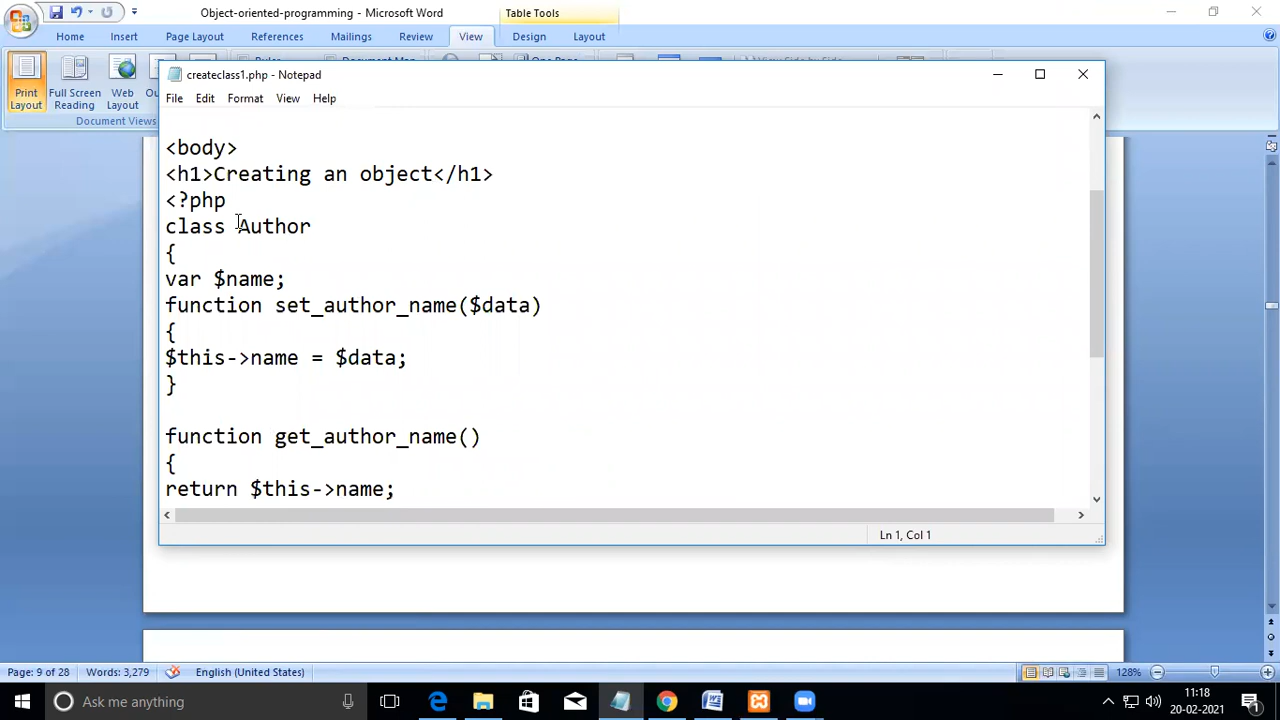 Object-oriented-programming - Microsoft Word
Table Tools
Home Insert Page Layout References Mailings Review View Design Layout
Print Layout
Full Screen Reading
Web Layout
Document Views
createclass1.php - Notepad
File Edit Format View Help
<body>
<h1>Creating an object</h1>
<?php
class Author
{
var $name;
function set_author_name($data)
{
$this->name = $data;
}
function get_author_name()
{
return $this->name;
Ln 1, Col 1
Page: 9 of 28 Words: 3,279 English (United States) 128%
Ask me anything
11:18
20-02-2021